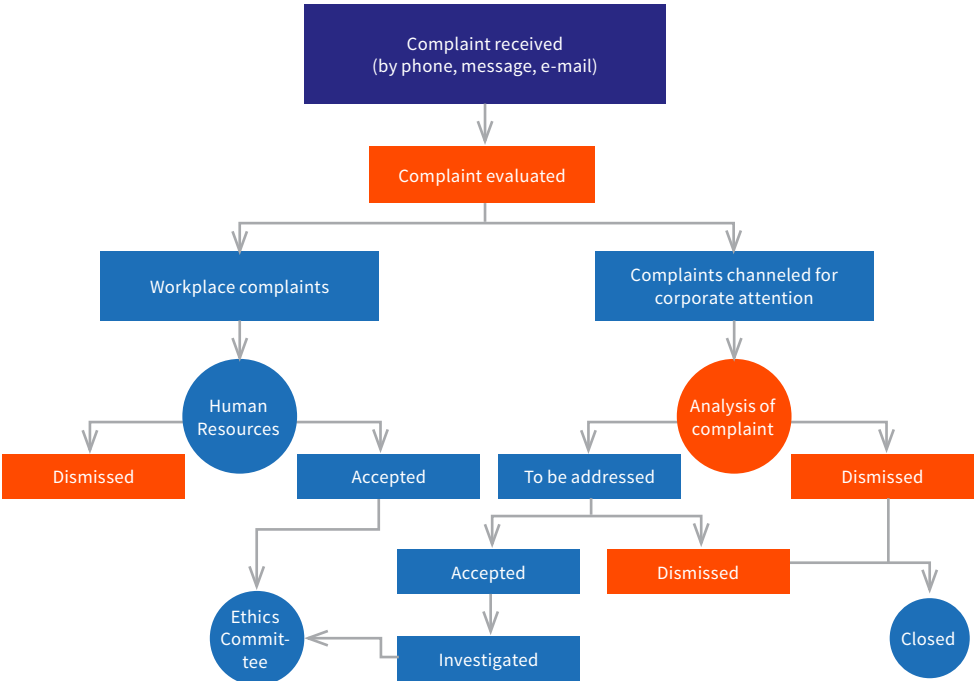 Complaint received
(by phone, message, e-mail)
Complaint evaluated
Workplace complaints
Complaints channeled for
corporate attention
Human
Resources
Analysis of
complaint
Dismissed
Accepted
To be addressed
Dismissed
Accepted
Dismissed
Ethics
Commit-
tee
Investigated
Closed